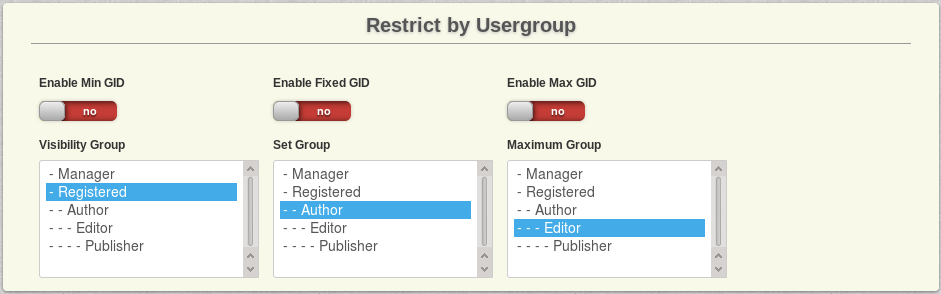 Restrict by Usergroup
Enable Min GID
Enable Fixed GID
Enable Max GID
no
no
no
Visibility Group
Set Group
Maximum Group
- Manager
- Registered
- - Author
- - - Editor
- - - - Publisher
- Manager
- Registered
- - Author
- - - Editor
- - - - Publisher
- Manager
- Registered
- - Author
- - - Editor
- - - - Publisher